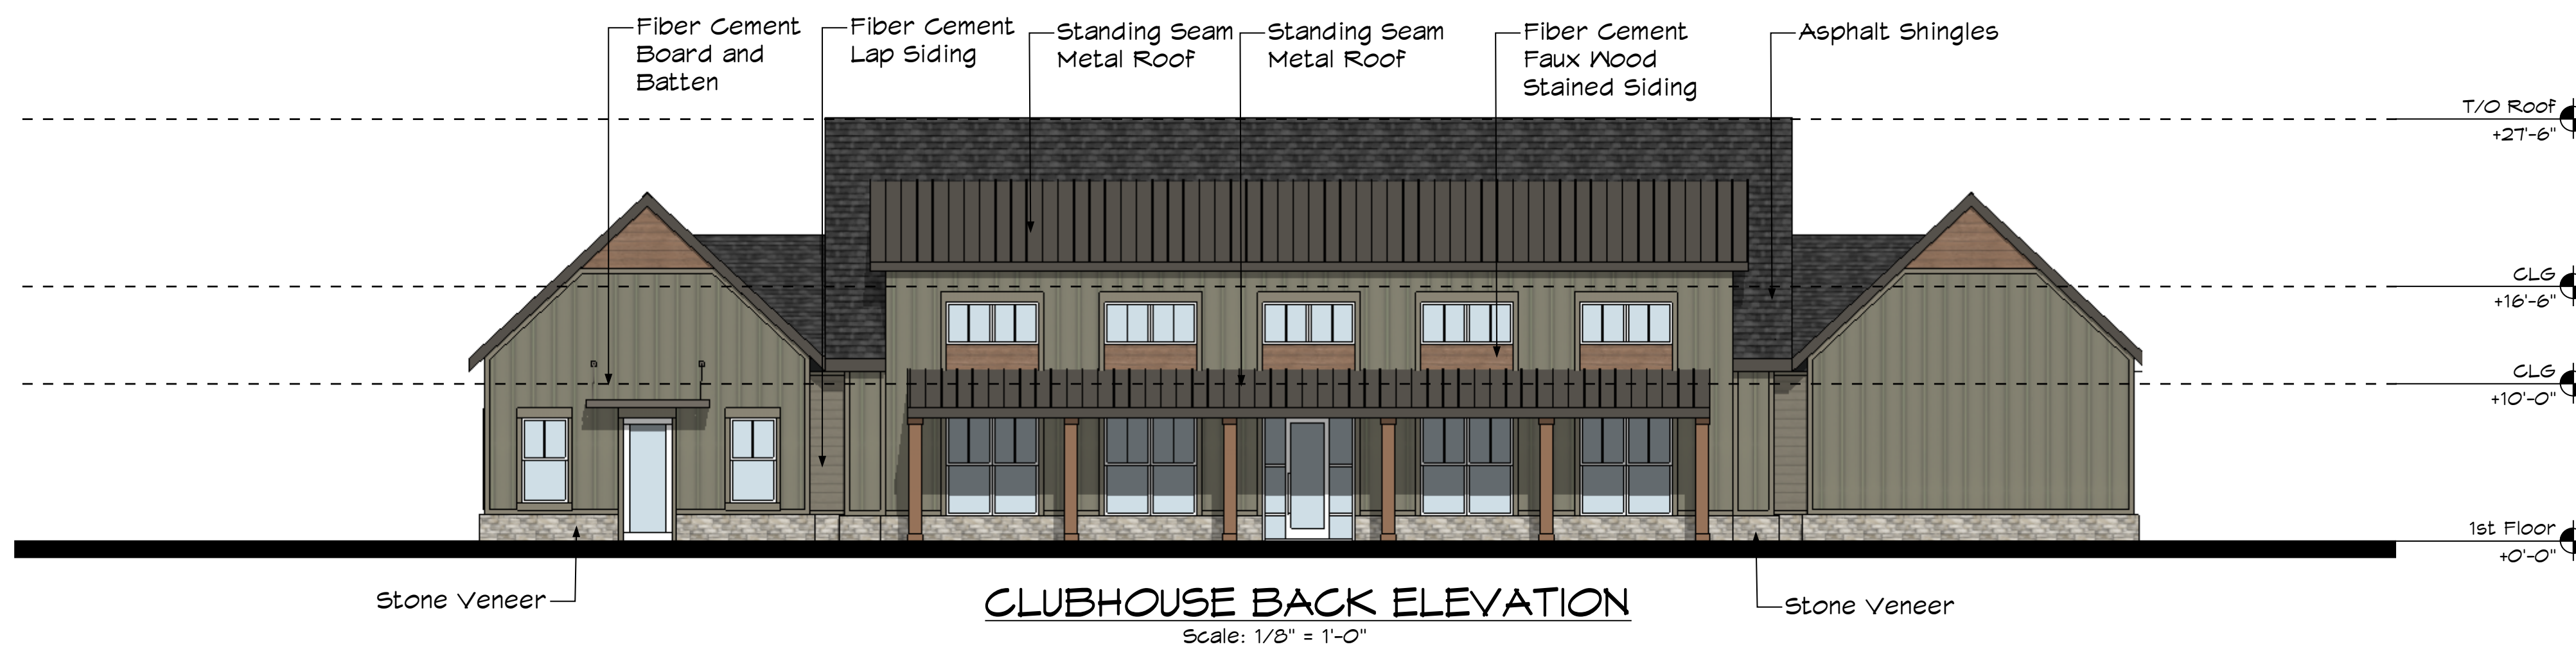 Fiber Cement
Board and
Batten
Fiber Cement
Lap Siding
Standing Seam
Metal Roof
Standing Seam
Metal Roof
Fiber Cement
Faux Wood
Stained Siding
Asphalt Shingles
T/O Roof
+27'-6"
CLG
+16'-6"
CLG
+10'-0"
1st Floor
+0'-0"
Stone Veneer
CLUBHOUSE BACK ELEVATION
Scale: 1/8" = 1'-0"
Stone Veneer